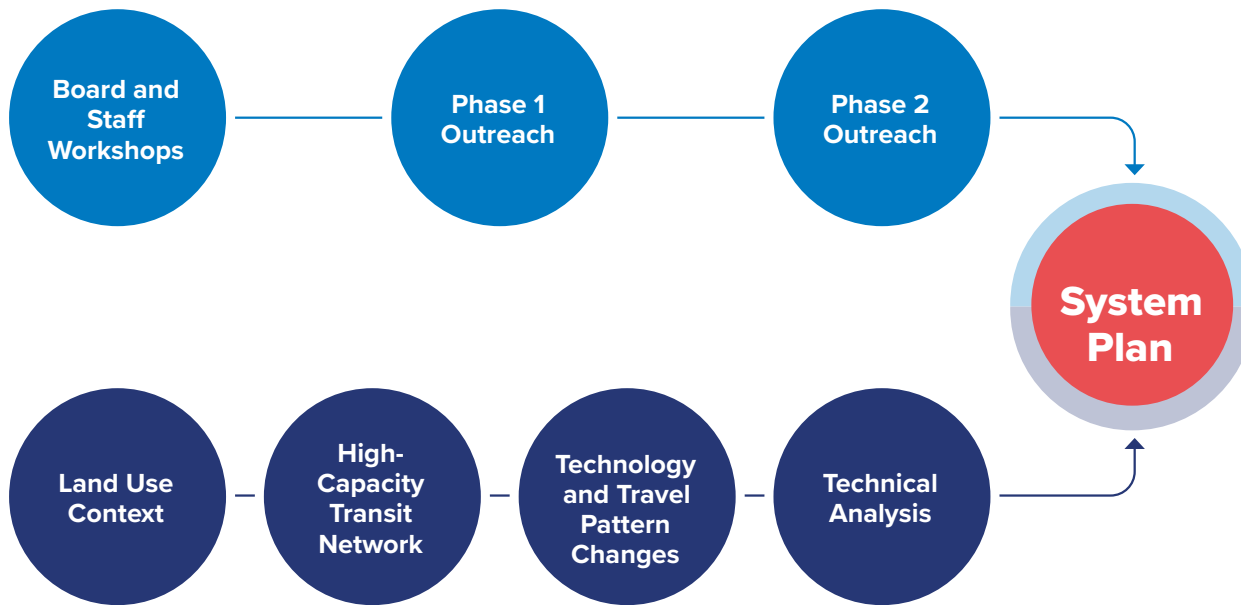 Board and
Staff
Workshops
Phase 1
Outreach
Phase 2
Outreach
System
Plan
Land Use
Context
High-
Capacity
Transit
Network
Technology
and Travel
Pattern
Changes
Technical
Analysis